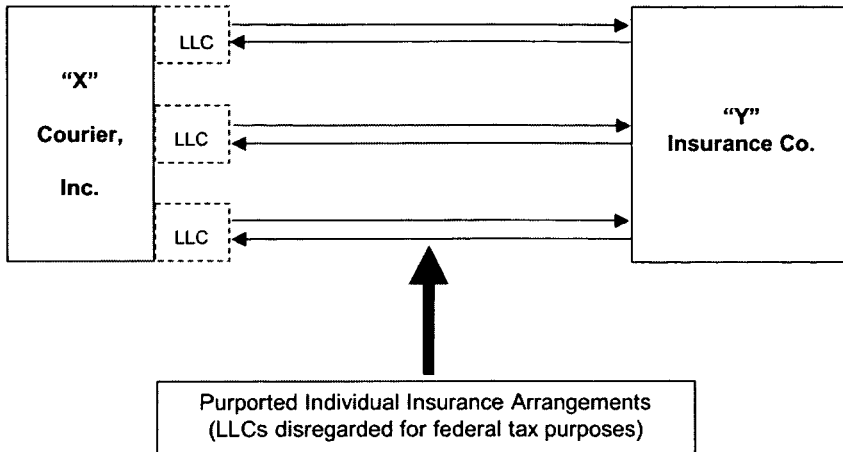 “X”
Courier,
Inc.
LLC
LLC
LLC
“Y”
Insurance Co.
Purported Individual Insurance Arrangements
(LLCs disregarded for federal tax purposes)